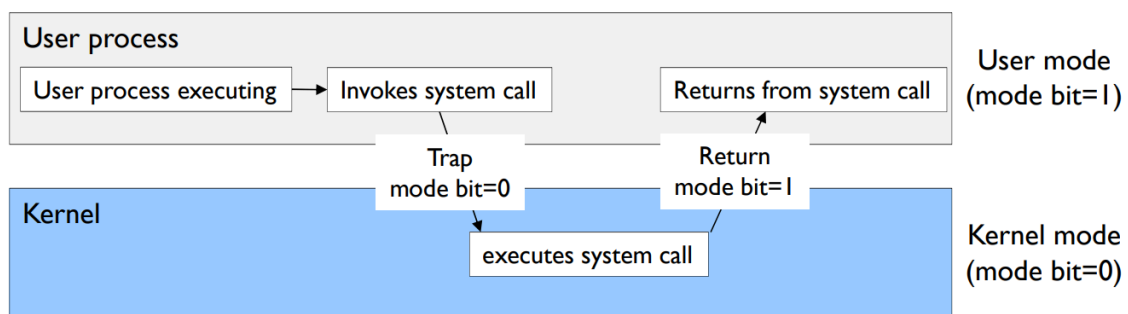 User process
User process executing
Invokes system call
Returns from system call
User mode
(mode bit=1)
Trap
mode bit=0
Return
mode bit=1
Kernel
executes system call
Kernel mode
(mode bit=0)